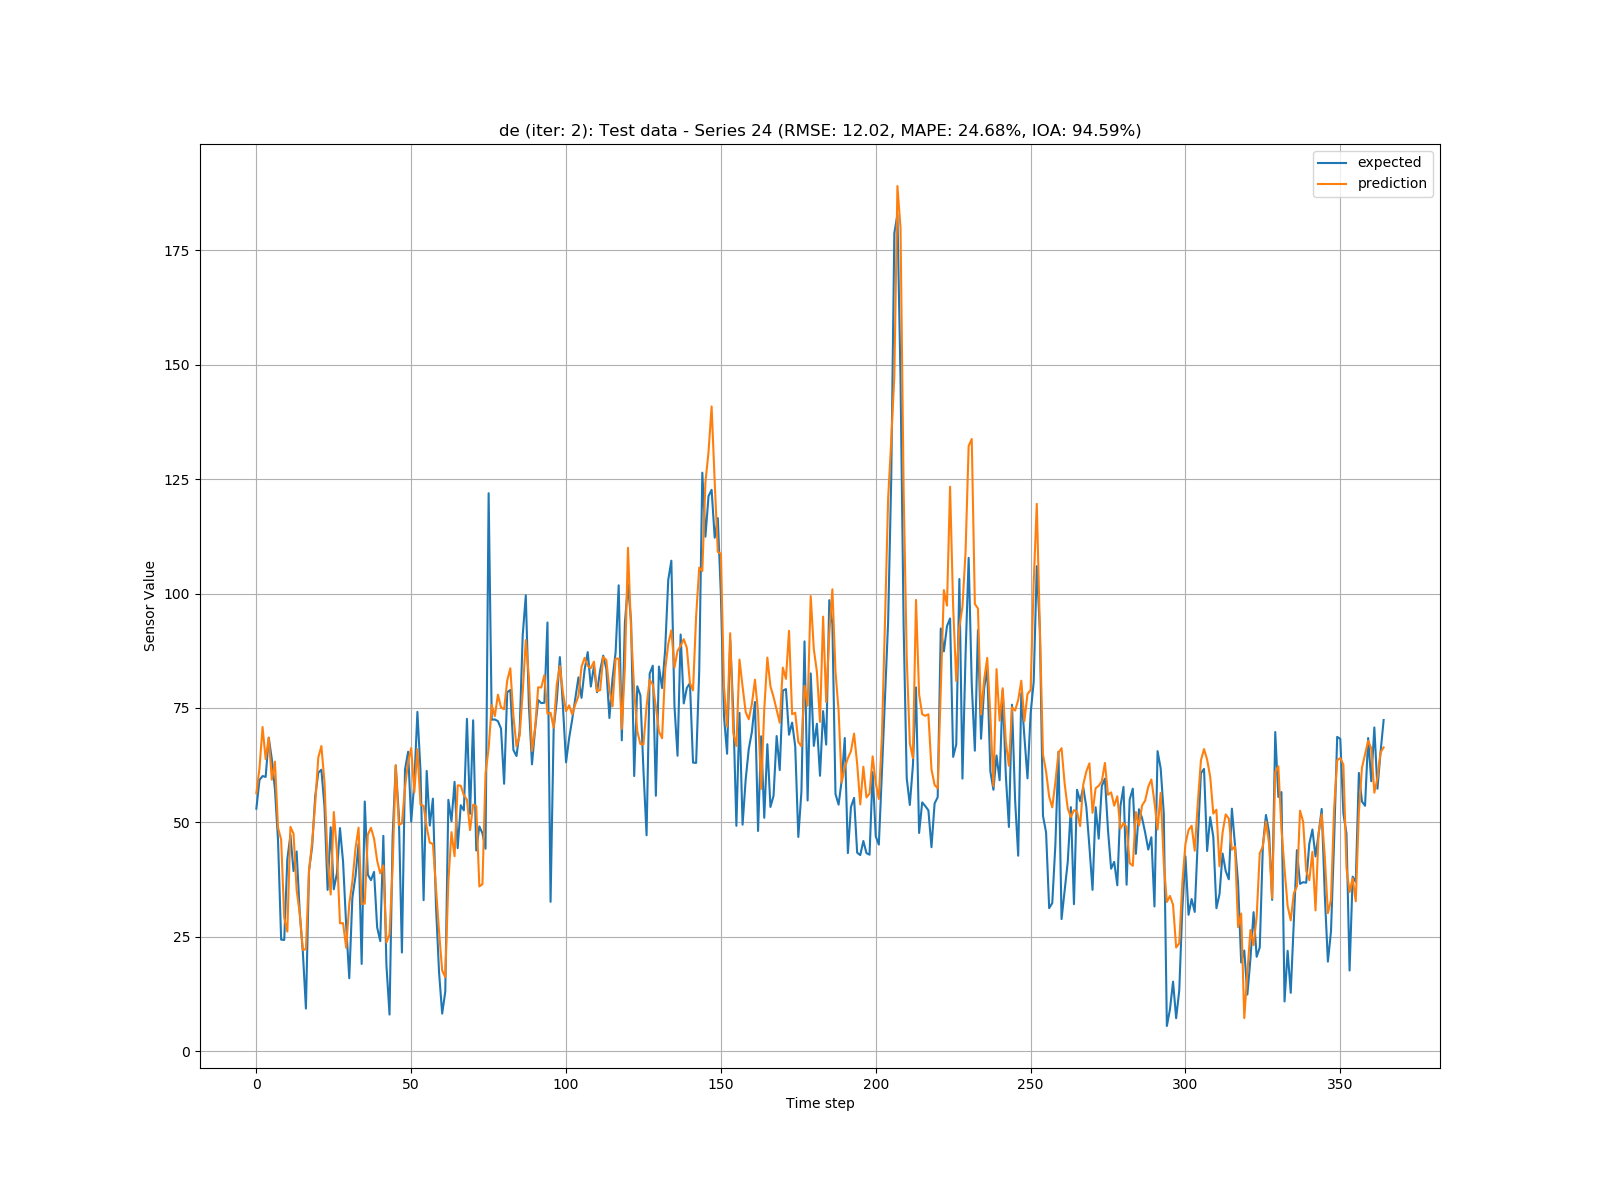 de (iter: 2): Test data - Series 24 (RMSE: 12.02, MAPE: 24.68%, IOA: 94.59%)
expected
prediction
175
150
125
100
75
50
25
0
Sensor Value
0 50 100 150 200 250 300 350
Time step